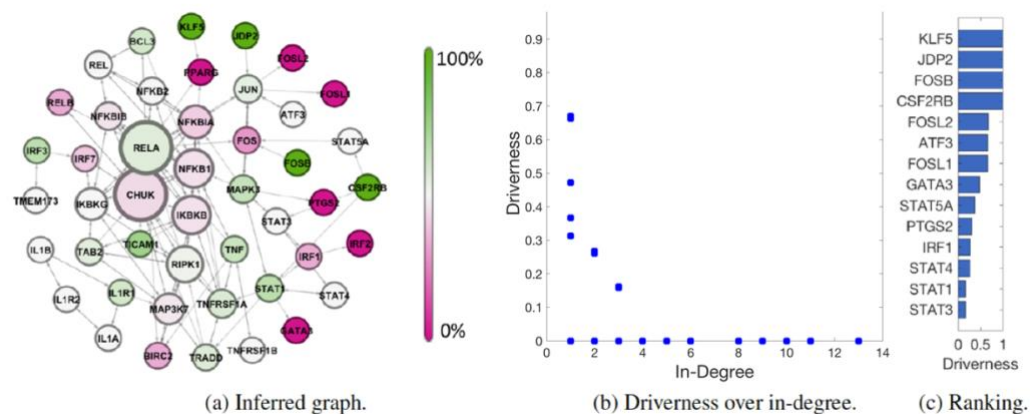 KLF5
JDP2
BCL3
FOSL2
REL
PPARG
NFKB2
JUN
FOSL1
RELB
NFKBIB
NFKBIA
ATF3
RELA
FOS
STAT5A
IRF3
IRF7
NFKB1
FOSB
CHUK
MAPK3
CSF2RB
TMEM173
IKBKG
IKBKB
PTGS2
STAT3
TICAM1
TNF
IL1B
TAB2
RIPK1
IRF1
IRF2
IL1R2
IL1R1
STAT1
STAT4
MAP3K7
TNFRSF1A
IL1A
GATA3
BIRC2
TRADD
TNFRSF1B
100%
0%
(a) Inferred graph.
0.9
0.8
0.7
0.6
0.5
0.4
0.3
0.2
0.1
0
Driverness
0 2 4 6 8 10 12 14
In-Degree
(b) Driverness over in-degree.
KLF5
JDP2
FOSB
CSF2RB
FOSL2
ATF3
FOSL1
GATA3
STAT5A
PTGS2
IRF1
STAT4
STAT1
STAT3
0 0.5 1
Driverness
(c) Ranking.